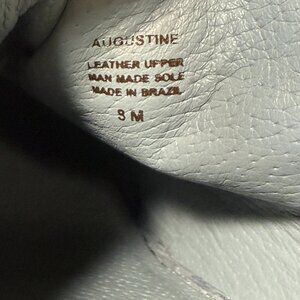 AUGUSTINE
LEATHER UPPER
MAN MADE SOLE
MADE IN BRAZIL
8 M